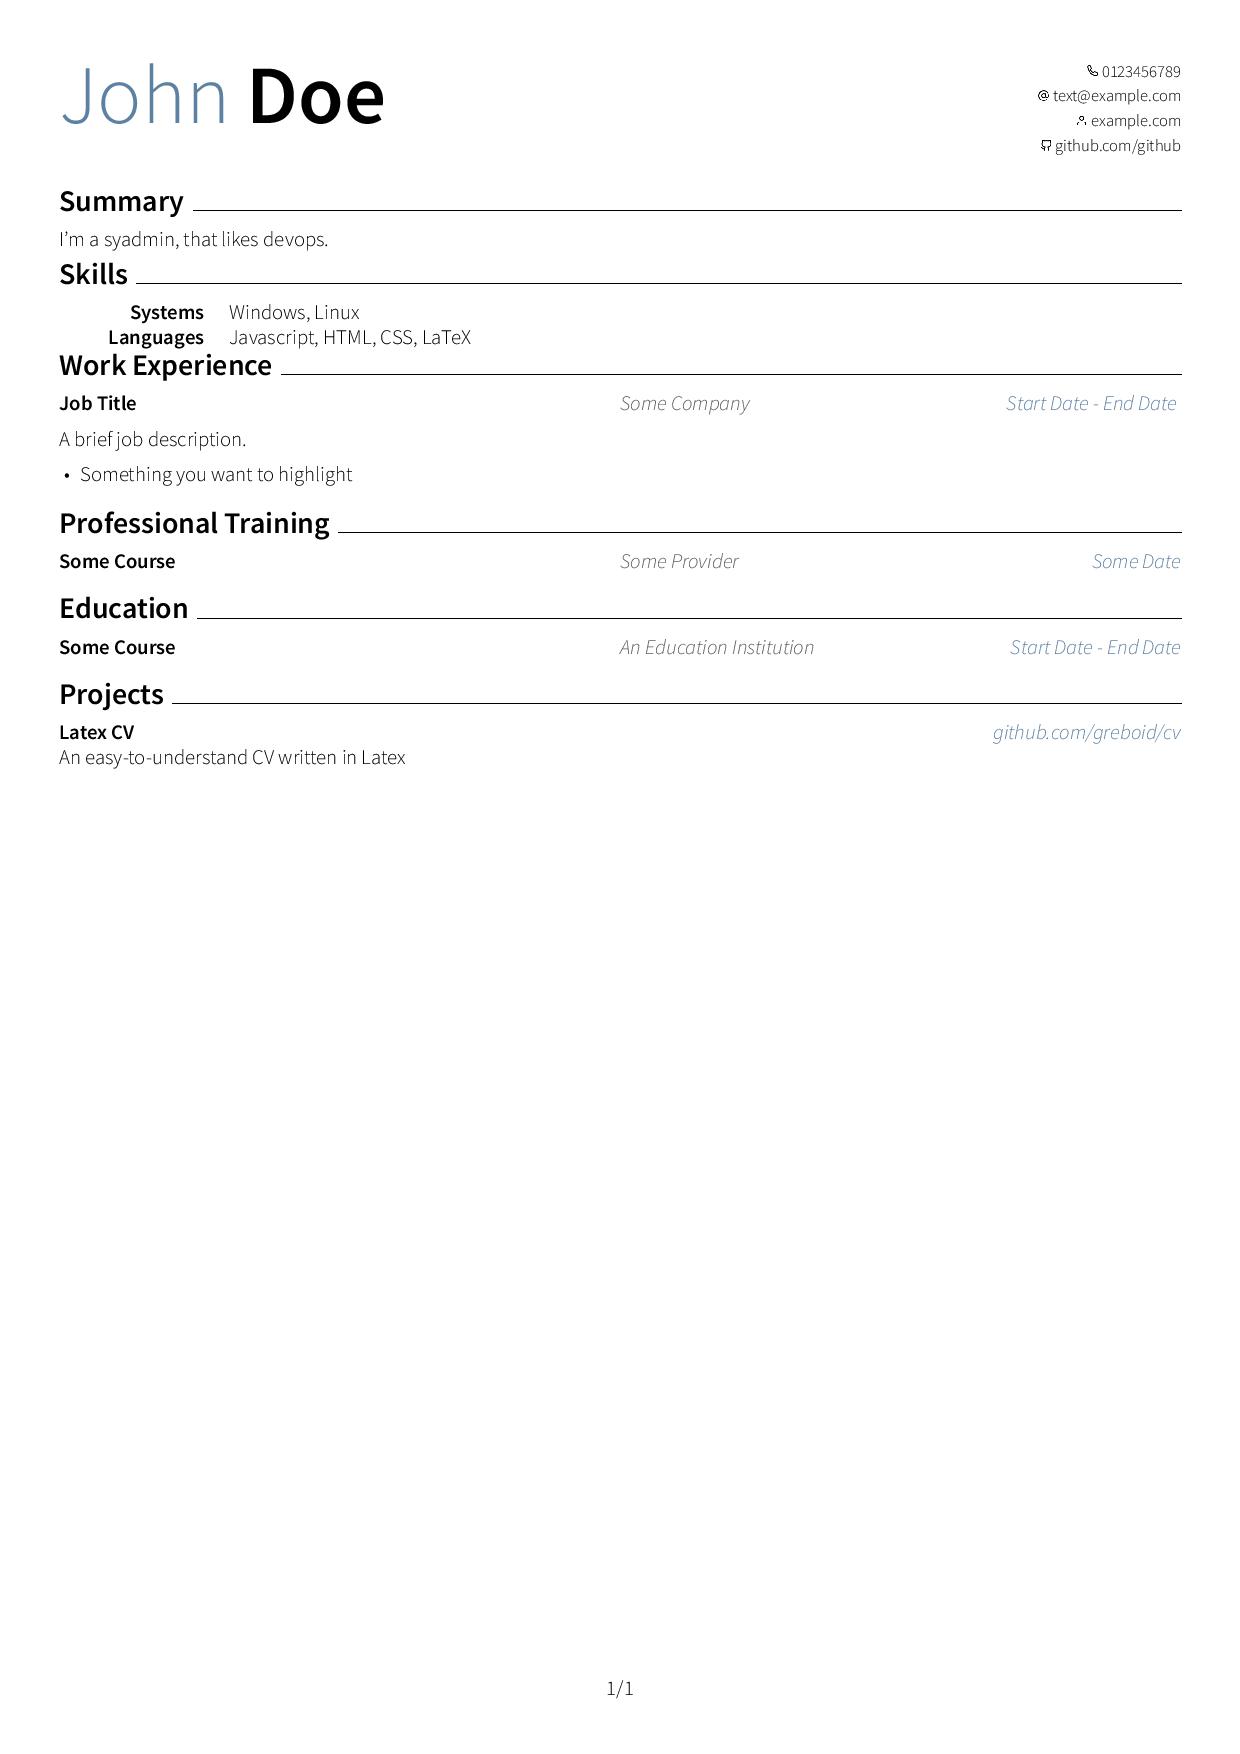 John Doe
0123456789
text@example.com
example.com
github.com/github
Summary
I'm a syadmin, that likes devops.
Skills
Systems Windows, Linux
Languages Javascript, HTML, CSS, LaTeX
Work Experience
Job Title Some Company Start Date - End Date
A brief job description.
• Something you want to highlight
Professional Training
Some Course Some Provider Some Date
Education
Some Course An Education Institution Start Date - End Date
Projects
Latex CV github.com/greboid/cv
An easy-to-understand CV written in Latex
1/1